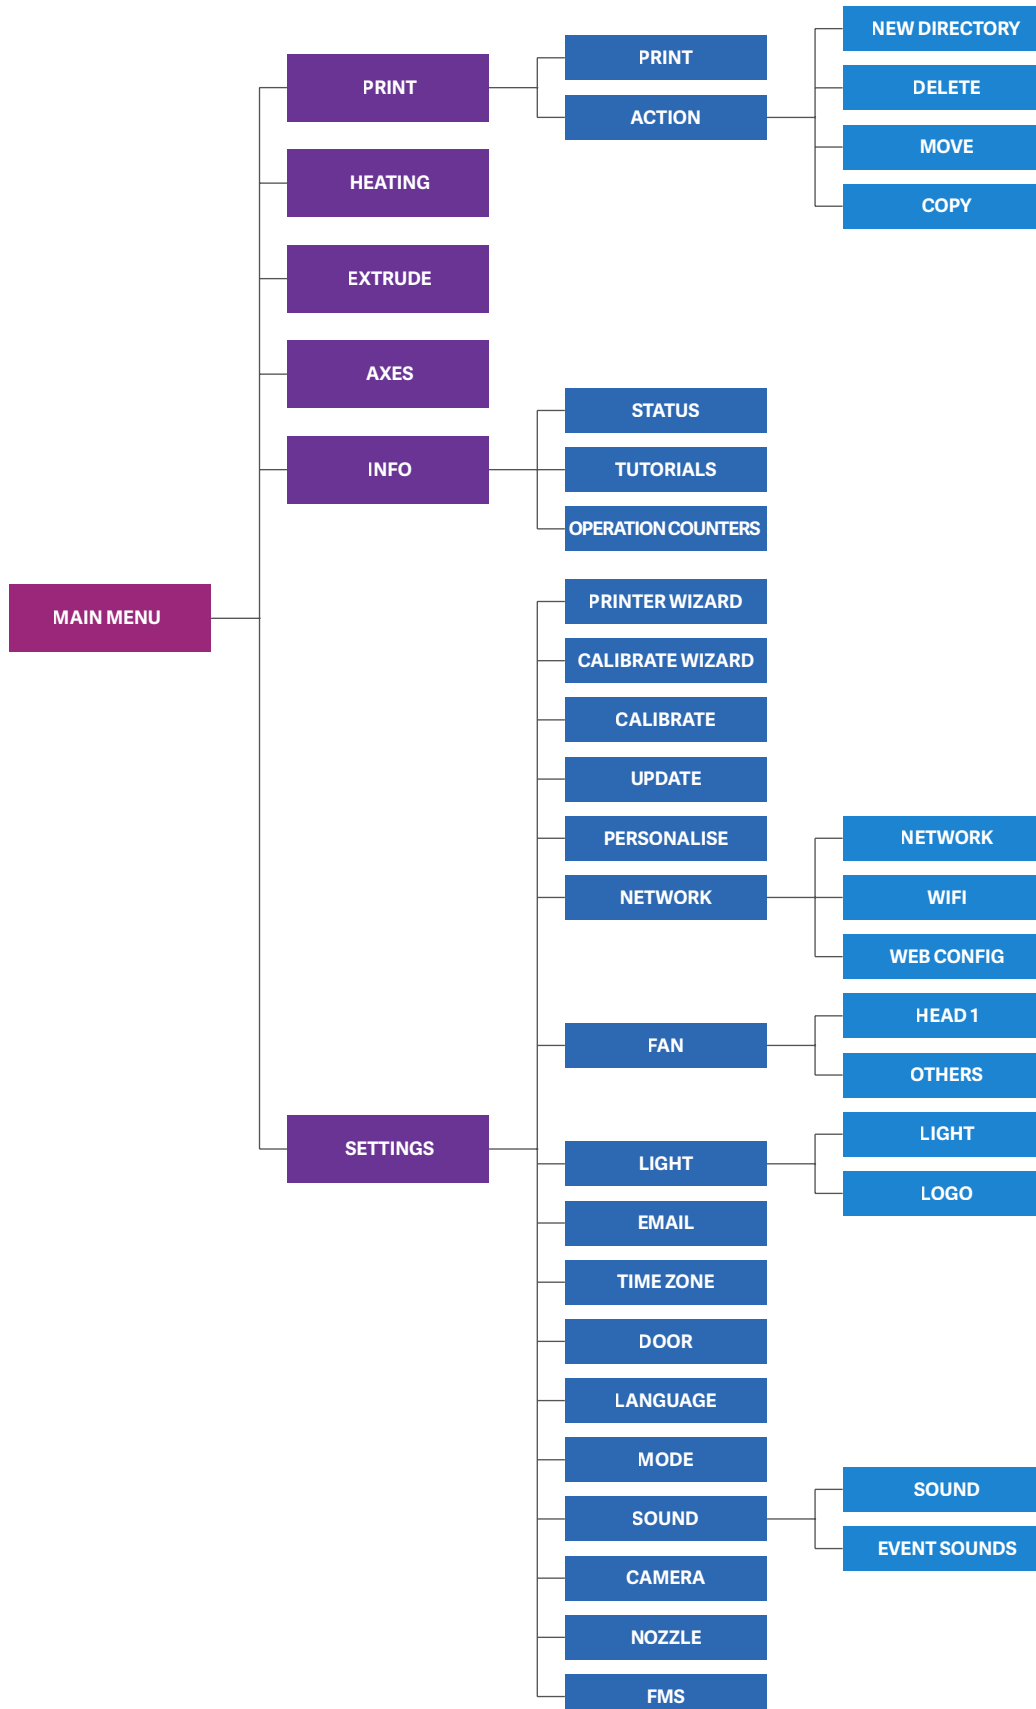 MAIN MENU
PRINT
PRINT
ACTION
NEW DIRECTORY
DELETE
MOVE
COPY
HEATING
EXTRUDE
AXES
INFO
STATUS
TUTORIALS
OPERATION COUNTERS
SETTINGS
PRINTER WIZARD
CALIBRATE WIZARD
CALIBRATE
UPDATE
PERSONALISE
NETWORK
NETWORK
WIFI
WEB CONFIG
FAN
HEAD 1
OTHERS
LIGHT
LIGHT
LOGO
EMAIL
TIME ZONE
DOOR
LANGUAGE
MODE
SOUND
SOUND
EVENT SOUNDS
CAMERA
NOZZLE
FMS